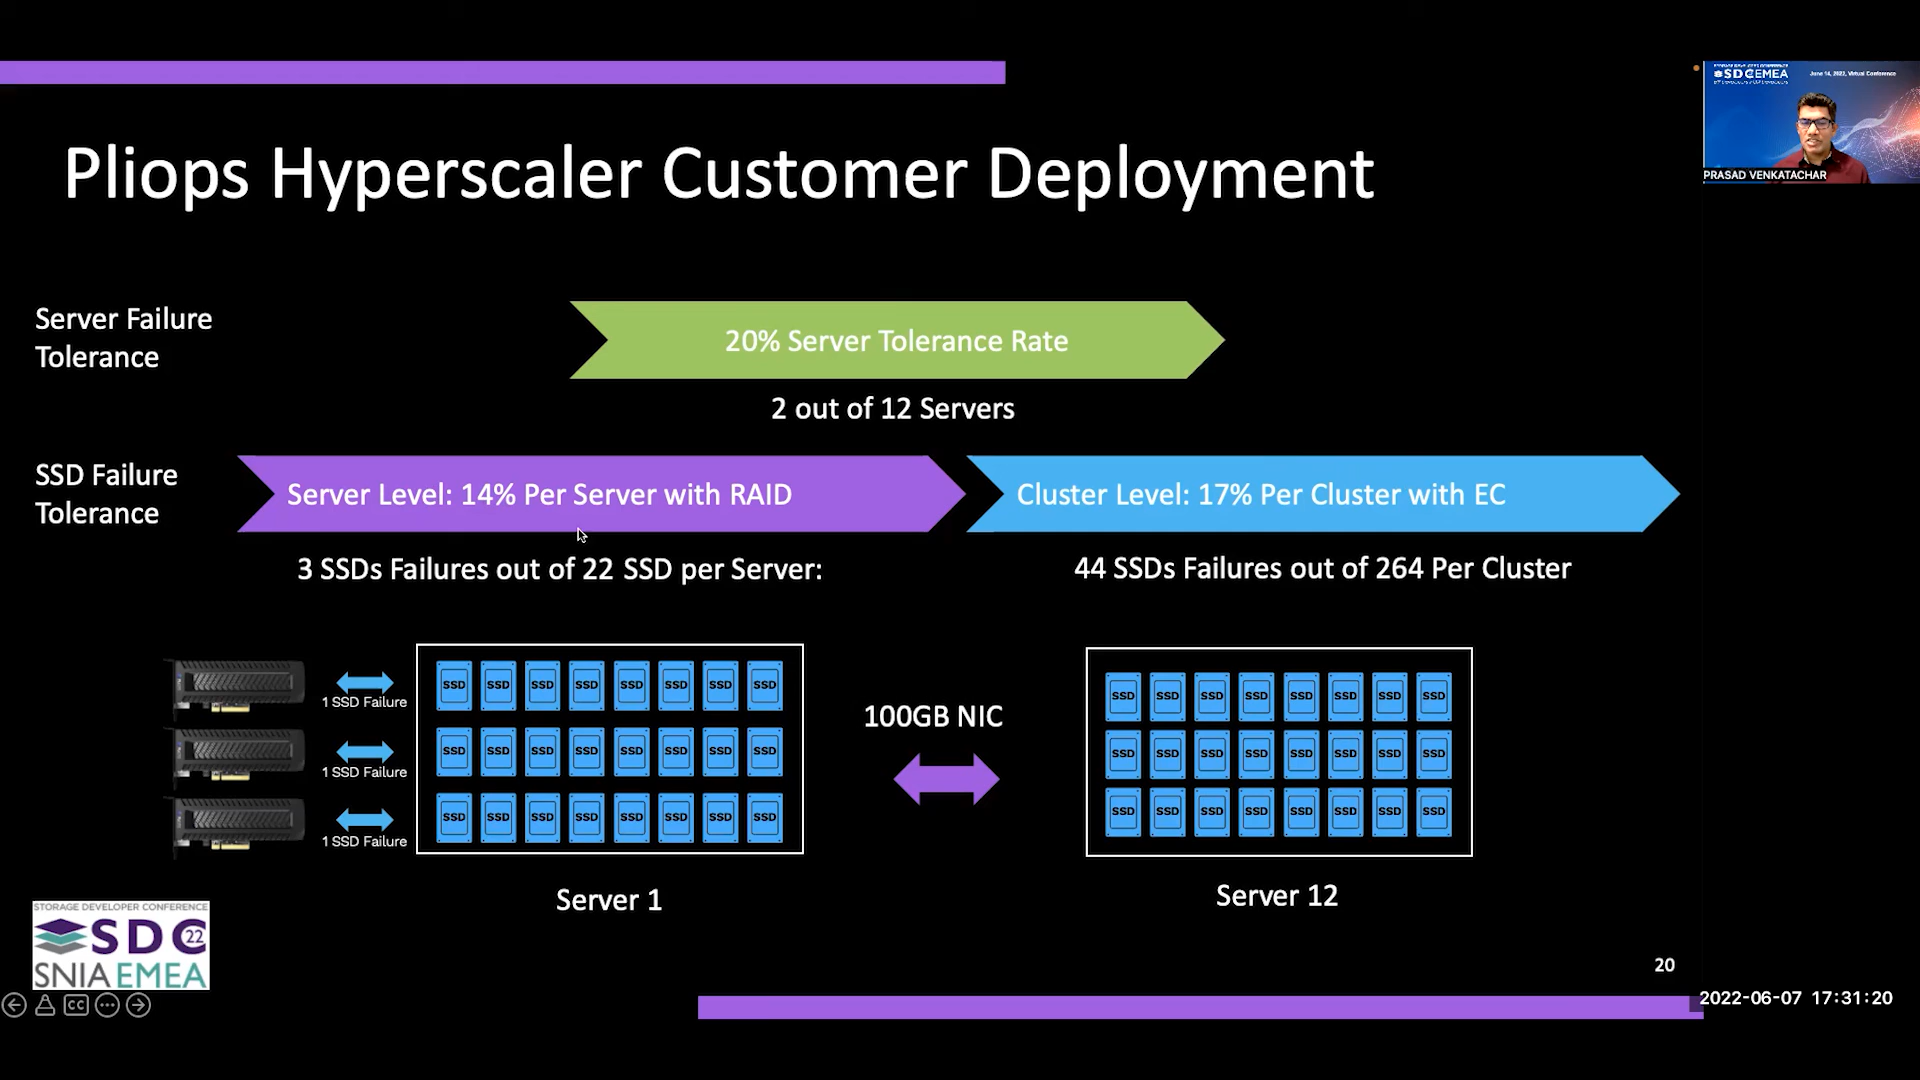 SDC EMEA
June 14, 2022, Virtual Conference
PRASAD VENKATACHAR
Pliops Hyperscaler Customer Deployment
Server Failure
Tolerance
20% Server Tolerance Rate
2 out of 12 Servers
SSD Failure
Tolerance
Server Level: 14% Per Server with RAID
Cluster Level: 17% Per Cluster with EC
3 SSDs Failures out of 22 SSD per Server:
44 SSDs Failures out of 264 Per Cluster
1 SSD Failure
1 SSD Failure
1 SSD Failure
SSD SSD SSD SSD SSD SSD SSD SSD
SSD SSD SSD SSD SSD SSD SSD SSD
SSD SSD SSD SSD SSD SSD SSD SSD
100GB NIC
SSD SSD SSD SSD SSD SSD SSD SSD
SSD SSD SSD SSD SSD SSD SSD SSD
SSD SSD SSD SSD SSD SSD SSD SSD
Server 1
Server 12
STORAGE DEVELOPER CONFERENCE
SDC 22
SNIA EMEA
CC
20
2022-06-07 17:31:20